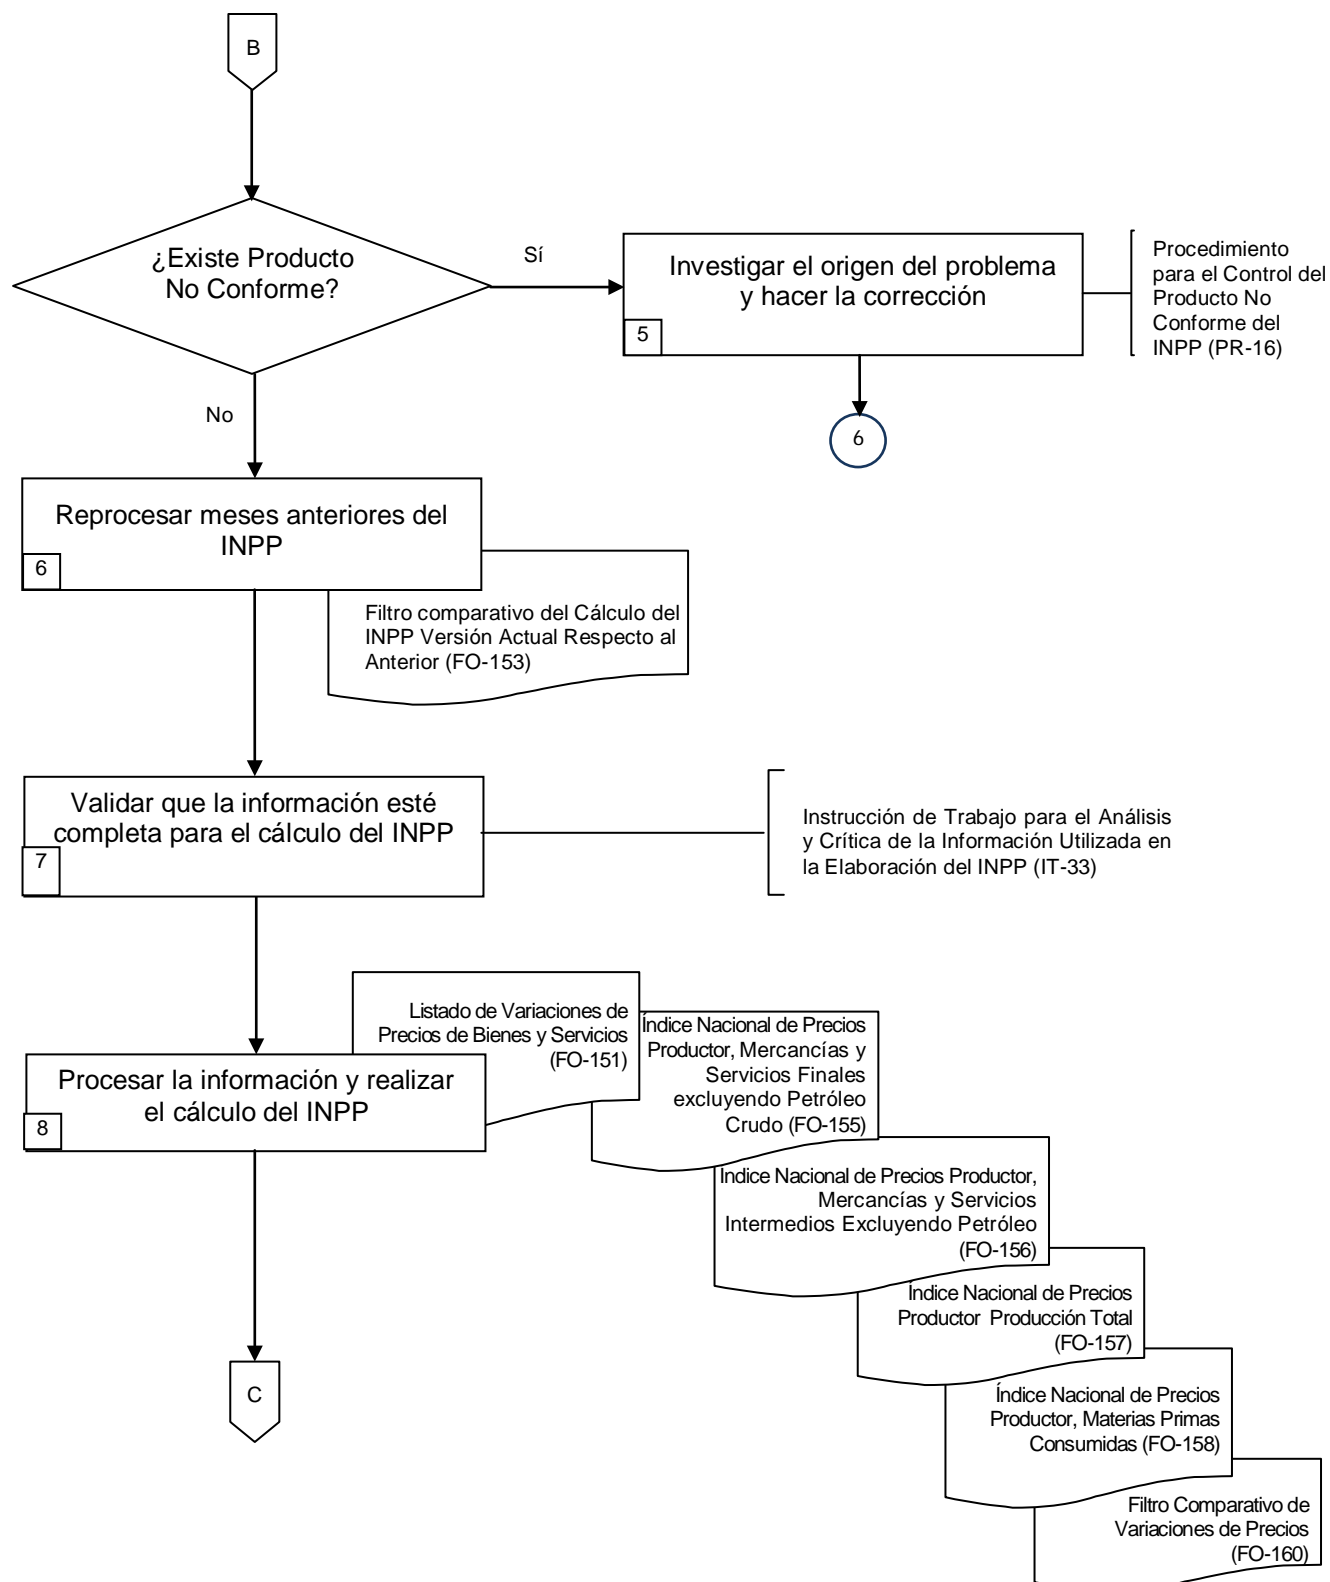 B
¿Existe Producto
No Conforme?
Sí
Investigar el origen del problema
y hacer la corrección
5
Procedimiento
para el Control del
Producto No
Conforme del
INPP (PR-16)
6
No
Reprocesar meses anteriores del
INPP
6
Filtro comparativo del Cálculo del
INPP Versión Actual Respecto al
Anterior (FO-153)
Validar que la información esté
completa para el cálculo del INPP
7
Instrucción de Trabajo para el Análisis
y Crítica de la Información Utilizada en
la Elaboración del INPP (IT-33)
Procesar la información y realizar
el cálculo del INPP
8
Listado de Variaciones de
Precios de Bienes y Servicios
(FO-151)
Índice Nacional de Precios
Productor, Mercancías y
Servicios Finales
excluyendo Petróleo
Crudo (FO-155)
Índice Nacional de Precios Productor,
Mercancías y Servicios
Intermedios Excluyendo Petróleo
(FO-156)
Índice Nacional de Precios
Productor Producción Total
(FO-157)
Índice Nacional de Precios
Productor, Materias Primas
Consumidas (FO-158)
Filtro Comparativo de
Variaciones de Precios
(FO-160)
C